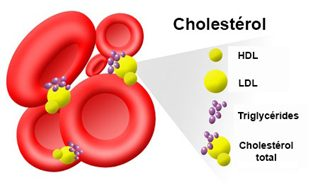 Cholestérol
HDL
LDL
Triglycérides
Cholestérol
total